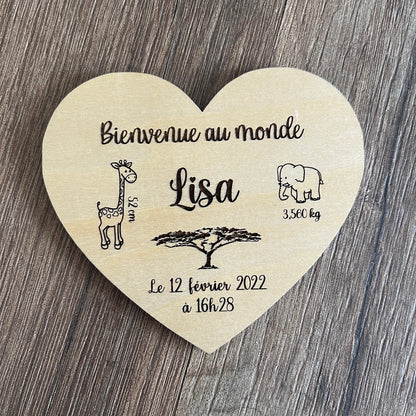 Bienvenue au monde
Lisa
52 cm
3,560 kg
Le 12 février 2022
à 16h28